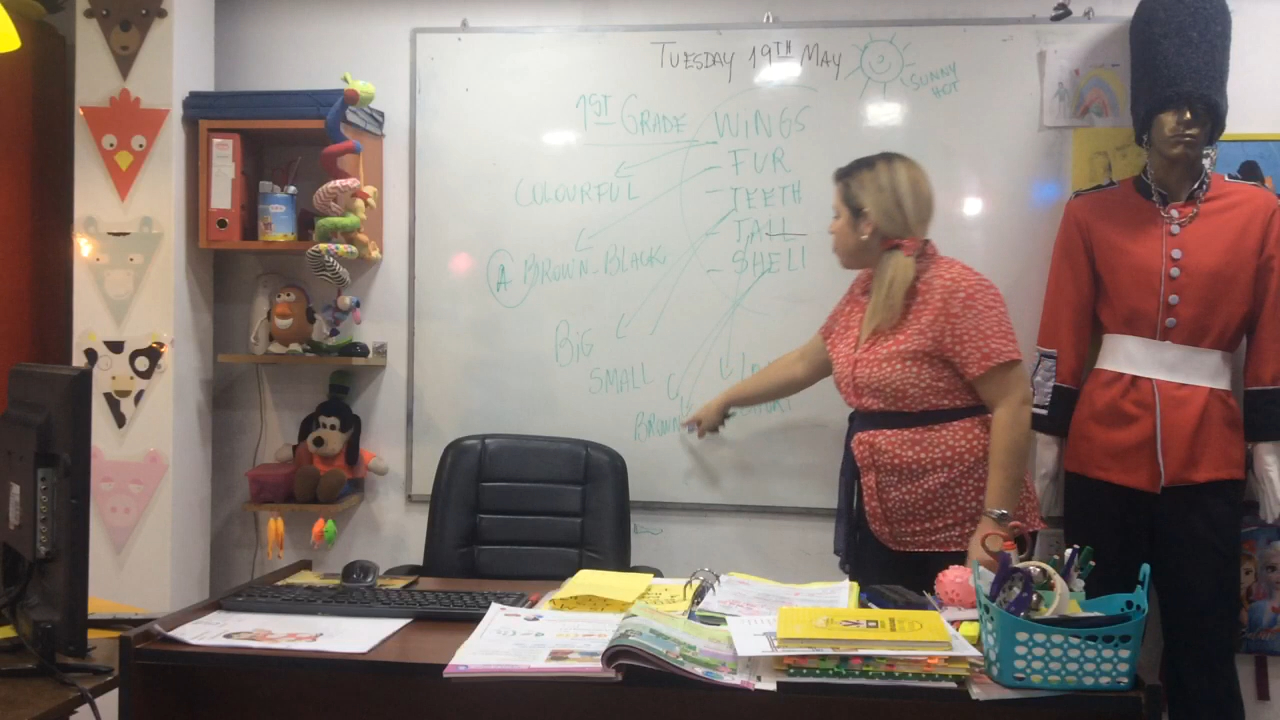 TUESDAY 19TH MAY
SUNNY
HOT
1ST GRADE
WINGS
COLOURFUL
- FUR
- TEETH
TALL
A BROWN-BLACK
- SHELL
BIG
SMALL
BROWN